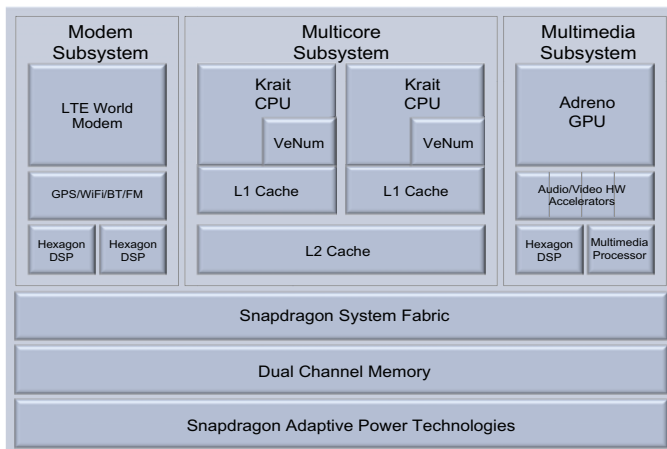 Modem
Subsystem
LTE World
Modem
GPS/WiFi/BT/FM
Hexagon
DSP
Hexagon
DSP
Multicore
Subsystem
Krait
CPU
VeNum
L1 Cache
Krait
CPU
VeNum
L1 Cache
L2 Cache
Multimedia
Subsystem
Adreno
GPU
Audio/Video HW
Accelerators
Hexagon
DSP
Multimedia
Processor
Snapdragon System Fabric
Dual Channel Memory
Snapdragon Adaptive Power Technologies